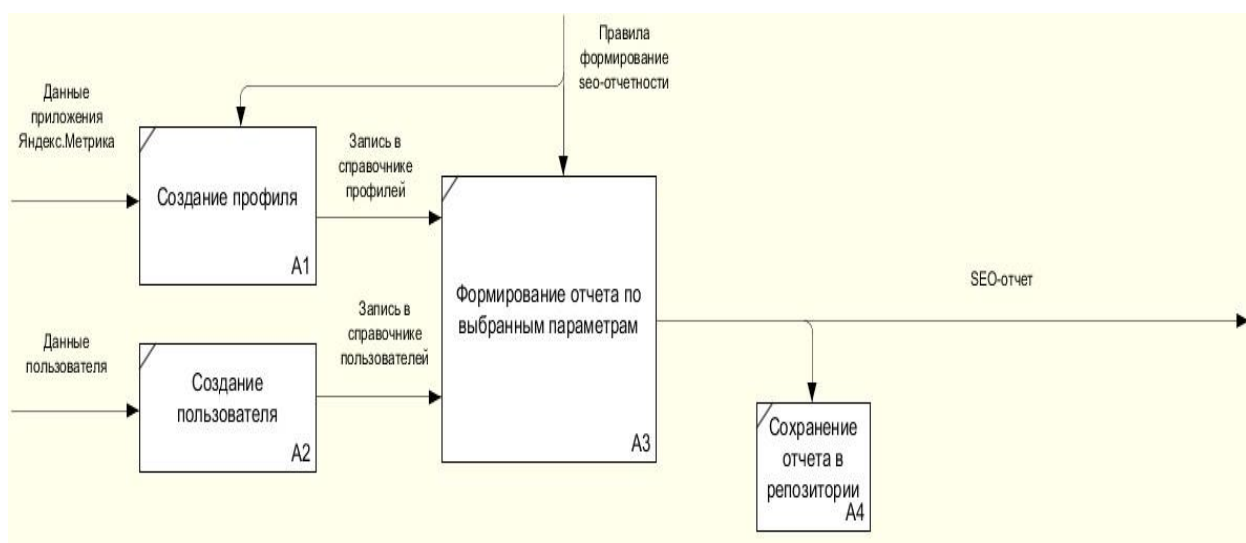 Правила
формирование
seo-отчетности
Данные
приложения
Яндекс.Метрика
Создание профиля
A1
Запись в
справочнике
профилей
Формирование отчета по
выбранным параметрам
A3
SEO-отчет
Данные
пользователя
Создание
пользователя
A2
Запись в
справочнике
пользователей
Сохранение
отчета в
репозитории
A4